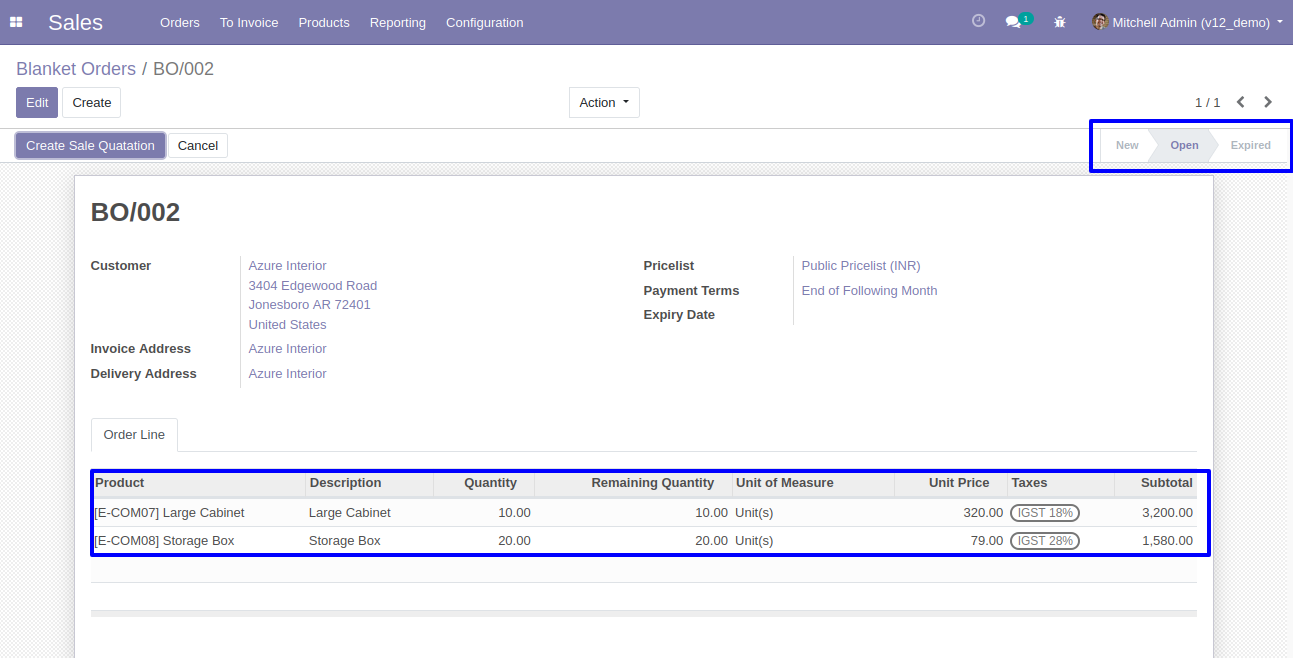 Sales Orders To Invoice Products Reporting Configuration 1 Mitchell Admin (v12_demo)
Blanket Orders / BO/002
Edit Create Action 1 / 1
Create Sale Quatation Cancel New Open Expired
BO/002
Customer Azure Interior Pricelist Public Pricelist (INR)
3404 Edgewood Road Payment Terms End of Following Month
Jonesboro AR 72401 Expiry Date
United States
Invoice Address Azure Interior
Delivery Address Azure Interior
Order Line
Product Description Quantity Remaining Quantity Unit of Measure Unit Price Taxes Subtotal
[E-COM07] Large Cabinet Large Cabinet 10.00 10.00 Unit(s) 320.00 IGST 18% 3,200.00
[E-COM08] Storage Box Storage Box 20.00 20.00 Unit(s) 79.00 IGST 28% 1,580.00